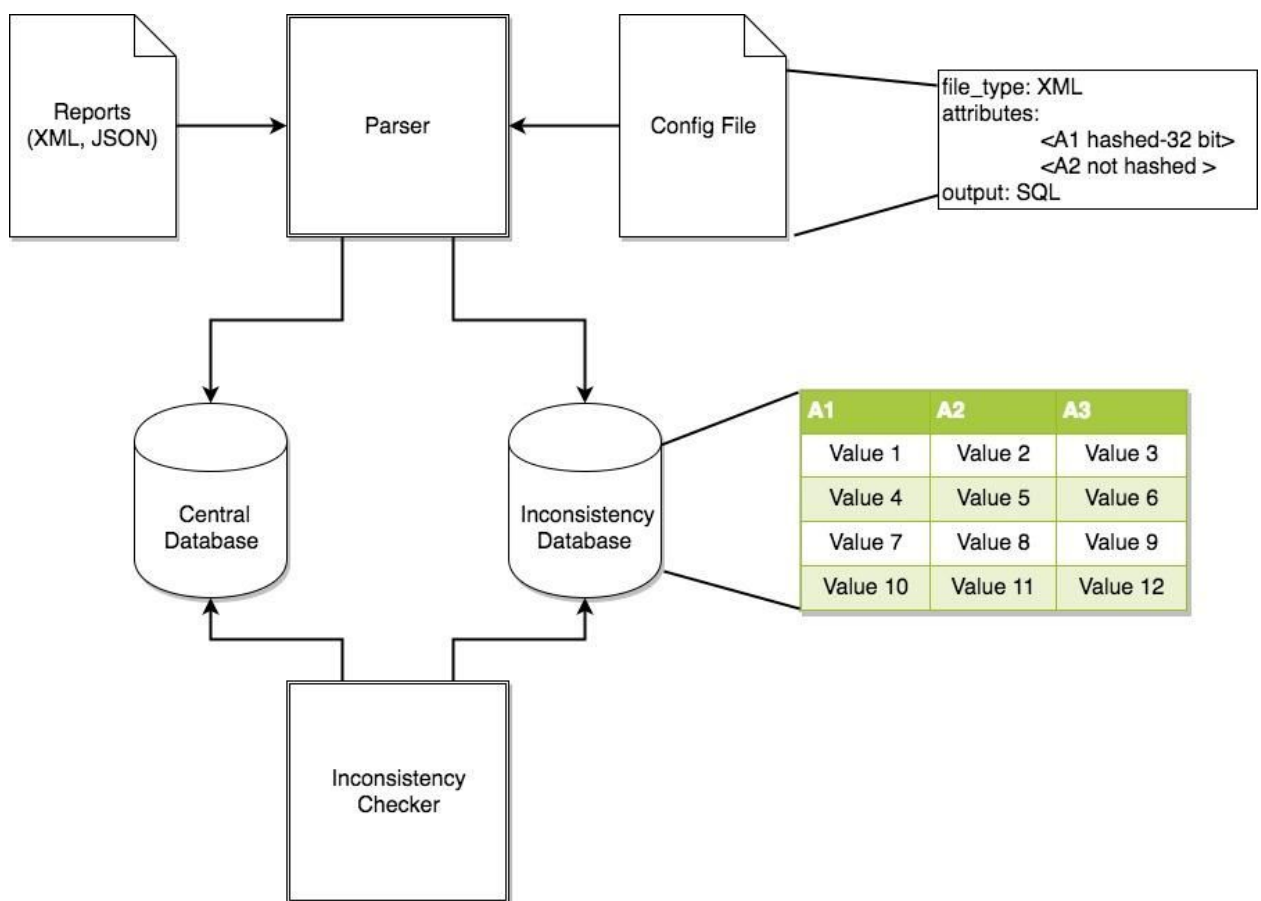 Reports
(XML, JSON)
Parser
Config File
file_type: XML
attributes:
<A1 hashed-32 bit>
<A2 not hashed >
output: SQL
Central
Database
Inconsistency
Database
A1 A2 A3
Value 1 Value 2 Value 3
Value 4 Value 5 Value 6
Value 7 Value 8 Value 9
Value 10 Value 11 Value 12
Inconsistency
Checker